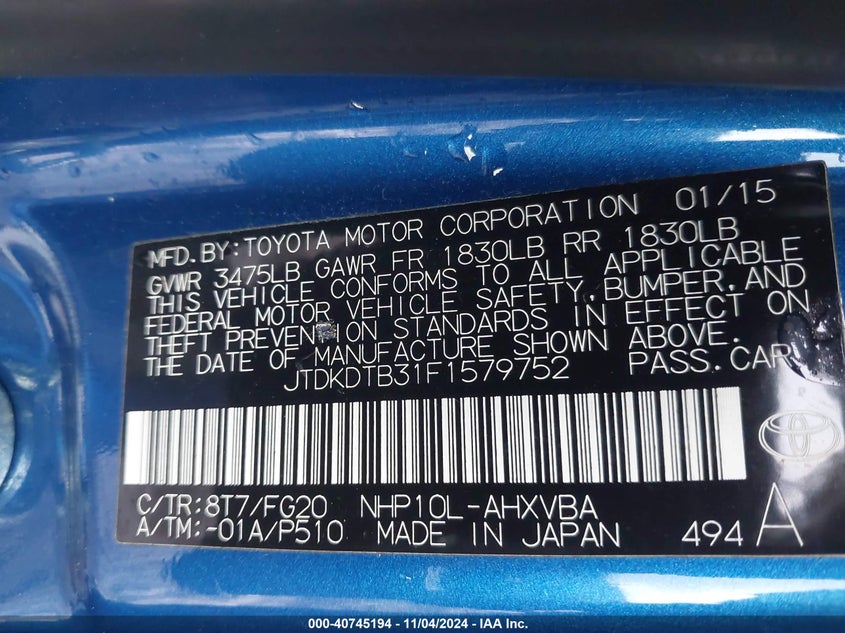 MFD.BY:TOYOTA MOTOR CORPORATION 01/15
GVWR 3475LB GAWR FR 1830LB RR 1830LB
THIS VEHICLE CONFORMS TO ALL APPLICABLE
FEDERAL MOTOR VEHICLE SAFETY,BUMPER,AND
THEFT PREVENTION STANDARDS IN EFFECT ON
THE DATE OF MANUFACTURE SHOWN ABOVE.
JTDKDTB31F1579752 PASS.CAR
P
C/TR:8T7/FG20 NHP10L-AHXVBA
A/TM:-01A/P510 MADE IN JAPAN 494 A
000-40745194 - 11/04/2024 - IAA Inc.